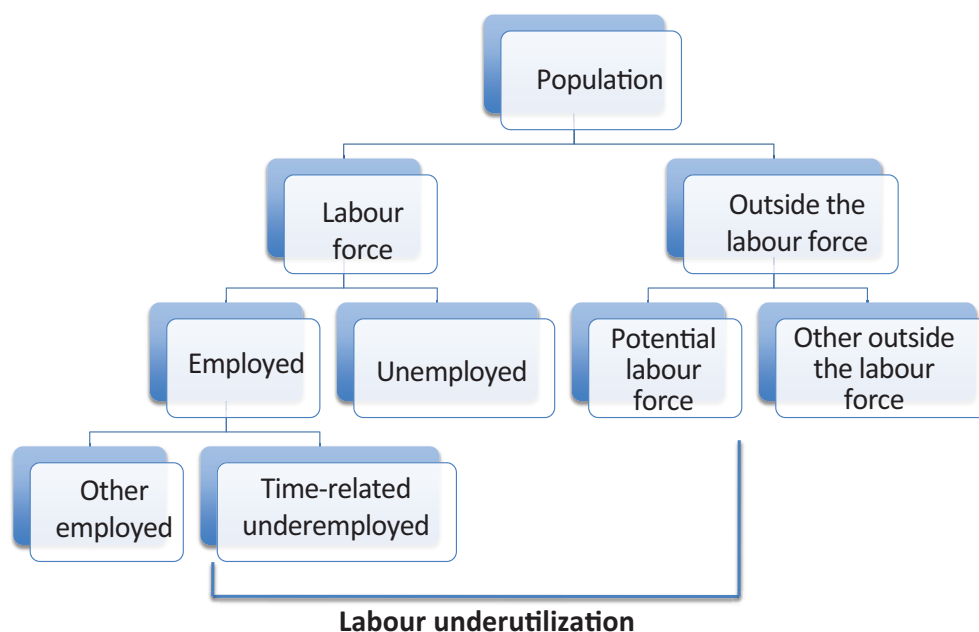 Population
Labour
force
Outside the
labour force
Employed
Unemployed
Potential
labour
force
Other outside
the labour
force
Other
employed
Time-related
underemployed
Labour underutilization